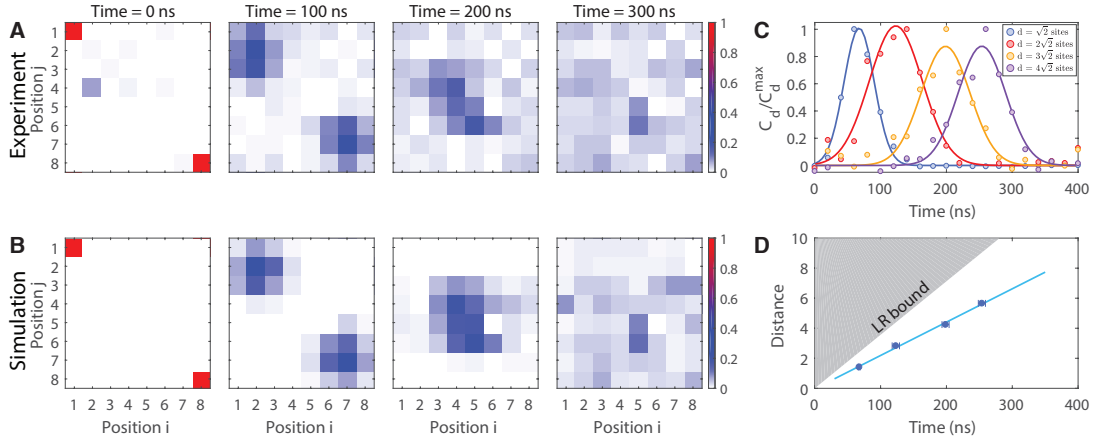 Time = 0 ns
Time = 100 ns
Time = 200 ns
Time = 300 ns
A
Experiment
Position j
1
2
3
4
5
6
7
8
1
0.8
0.6
0.4
0.2
0
B
Simulation
Position j
1
2
3
4
5
6
7
8
1
0.8
0.6
0.4
0.2
0
1 2 3 4 5 6 7 8
1 2 3 4 5 6 7 8
1 2 3 4 5 6 7 8
1 2 3 4 5 6 7 8
Position i
Position i
Position i
Position i
C
C_d/C_d^max
1
0.8
0.6
0.4
0.2
0
d = √2 sites
d = 2√2 sites
d = 3√2 sites
d = 4√2 sites
0 100 200 300 400
Time (ns)
D
Distance
10
8
6
4
2
0
LR bound
0 100 200 300 400
Time (ns)